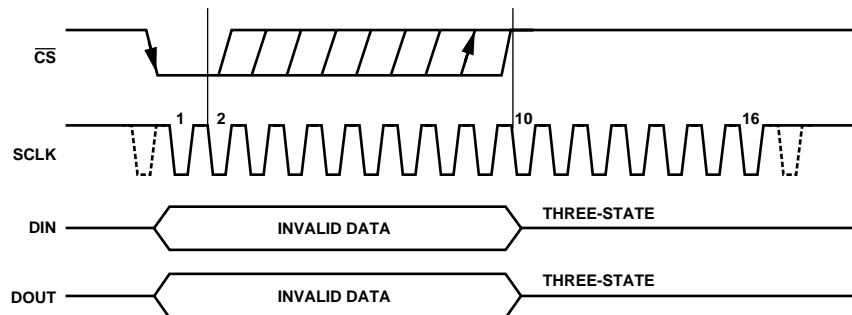 CS
1 2 10 16
SCLK
THREE-STATE
DIN INVALID DATA
THREE-STATE
DOUT INVALID DATA